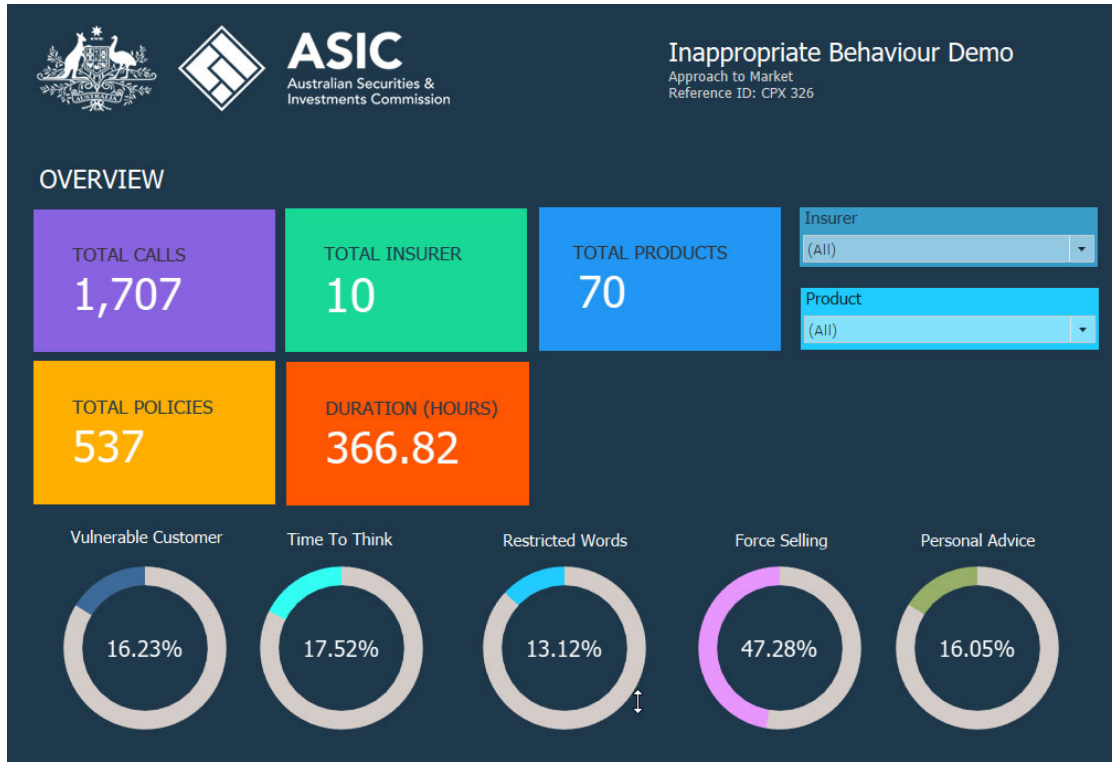 AUSTRALIA
ASIC
Australian Securities &
Investments Commission
Inappropriate Behaviour Demo
Approach to Market
Reference ID: CPX 326
OVERVIEW
TOTAL CALLS
1,707
TOTAL INSURER
10
TOTAL PRODUCTS
70
Insurer
(All)
Product
(All)
TOTAL POLICIES
537
DURATION (HOURS)
366.82
Vulnerable Customer
Time To Think
Restricted Words
Force Selling
Personal Advice
16.23%
17.52%
13.12%
47.28%
16.05%